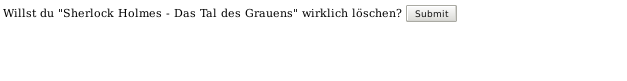 Willst du "Sherlock Holmes - Das Tal des Grauens" wirklich löschen? Submit